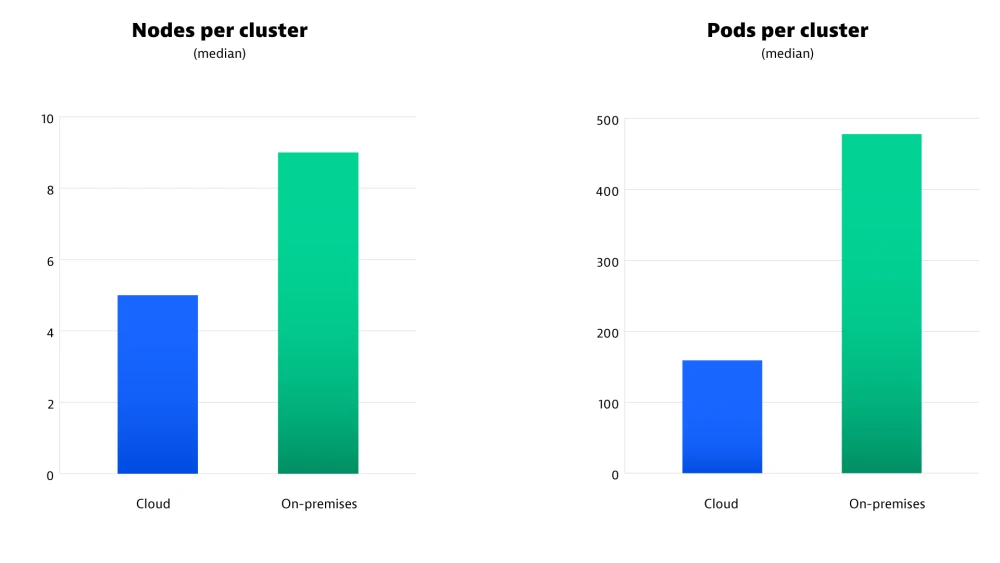 Nodes per cluster
(median)
10
8
6
4
2
0
Cloud On-premises
Pods per cluster
(median)
500
400
300
200
100
0
Cloud On-premises